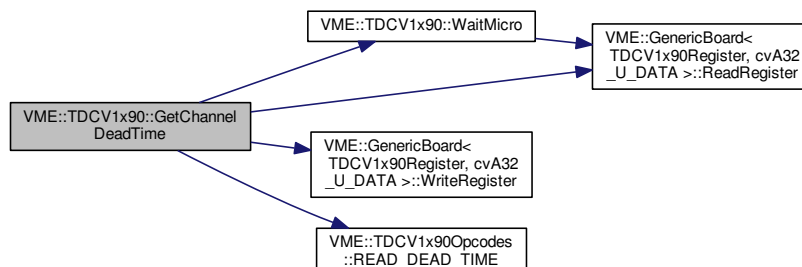 VME::TDCV1x90::WaitMicro
VME::GenericBoard<
TDCV1x90Register, cvA32
_U_DATA >::ReadRegister
VME::TDCV1x90::GetChannel
DeadTime
VME::GenericBoard<
TDCV1x90Register, cvA32
_U_DATA >::WriteRegister
VME::TDCV1x90Opcodes
::READ_DEAD_TIME